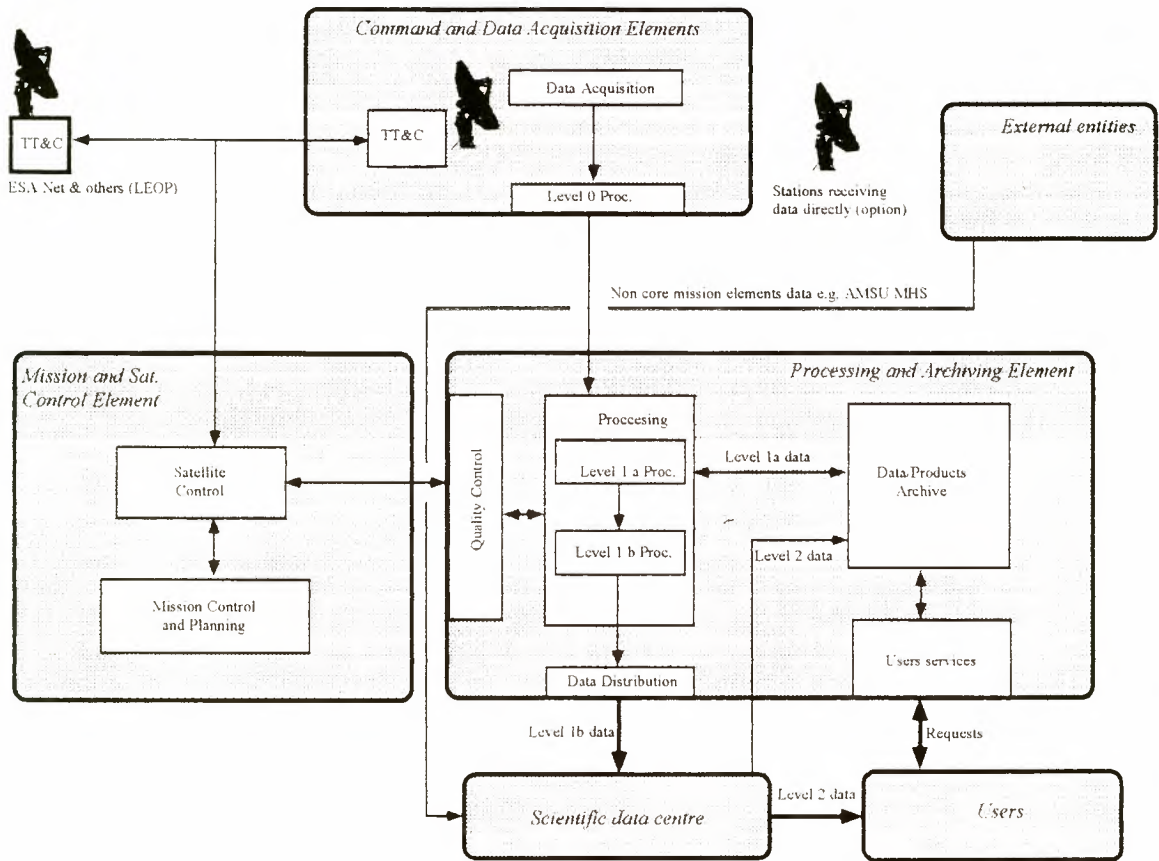 Command and Data Acquisition Elements
Data Acquisition
TT&C
TT&C
ESA Net & others (LEOP)
Level 0 Proc.
Stations receiving
data directly (option)
External entities
Non core mission elements data e.g. AMSU MHS
Mission and Sat.
Control Element
Satellite
Control
Mission Control
and Planning
Processing and Archiving Element
Quality Control
Proccesing
Level 1 a Proc.
Level 1 b Proc.
Level 1a data
Data/Products
Archive
Level 2 data
Users services
Data Distribution
Level 1b data
Requests
Scientific data centre
Level 2 data
Users